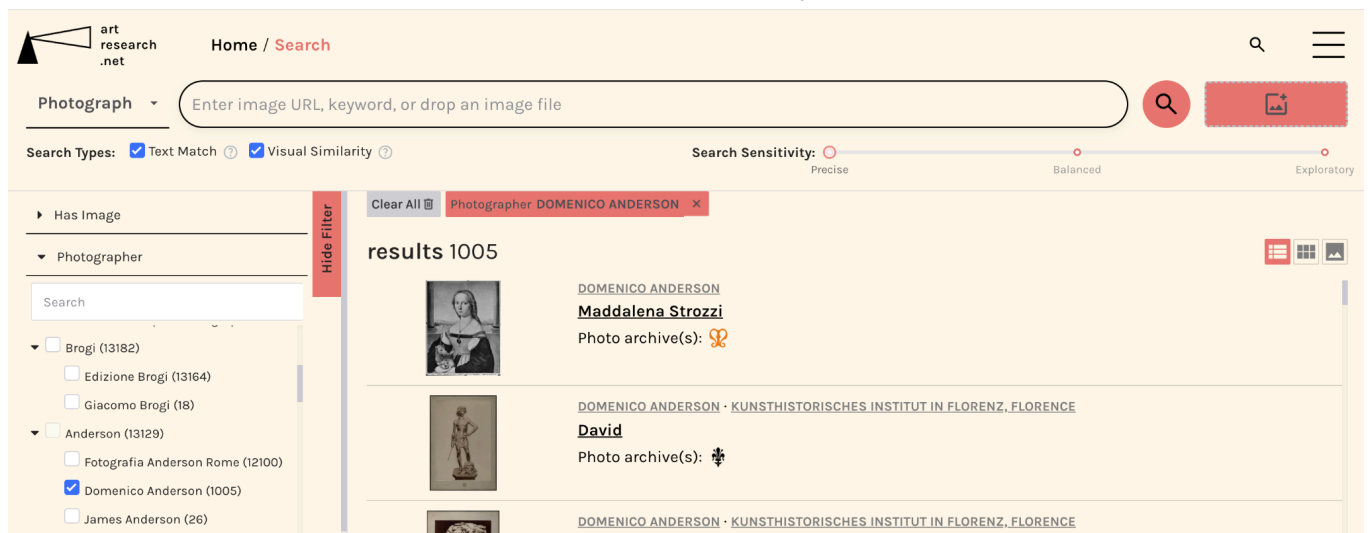 art
research
.net
Home / Search
Photograph
Enter image URL, keyword, or drop an image file
Search Types: Text Match ? Visual Similarity ?
Search Sensitivity:
Precise
Balanced
Exploratory
Has Image
Photographer
Search
Brogi (13182)
Edizione Brogi (13164)
Giacomo Brogi (18)
Anderson (13129)
Fotografia Anderson Rome (12100)
Domenico Anderson (1005)
James Anderson (26)
Hide Filter
Clear All
Photographer DOMENICO ANDERSON ×
results 1005
DOMENICO ANDERSON
Maddalena Strozzi
Photo archive(s):
DOMENICO ANDERSON · KUNSTHISTORISCHES INSTITUT IN FLORENZ, FLORENCE
David
Photo archive(s):
DOMENICO ANDERSON · KUNSTHISTORISCHES INSTITUT IN FLORENZ, FLORENCE